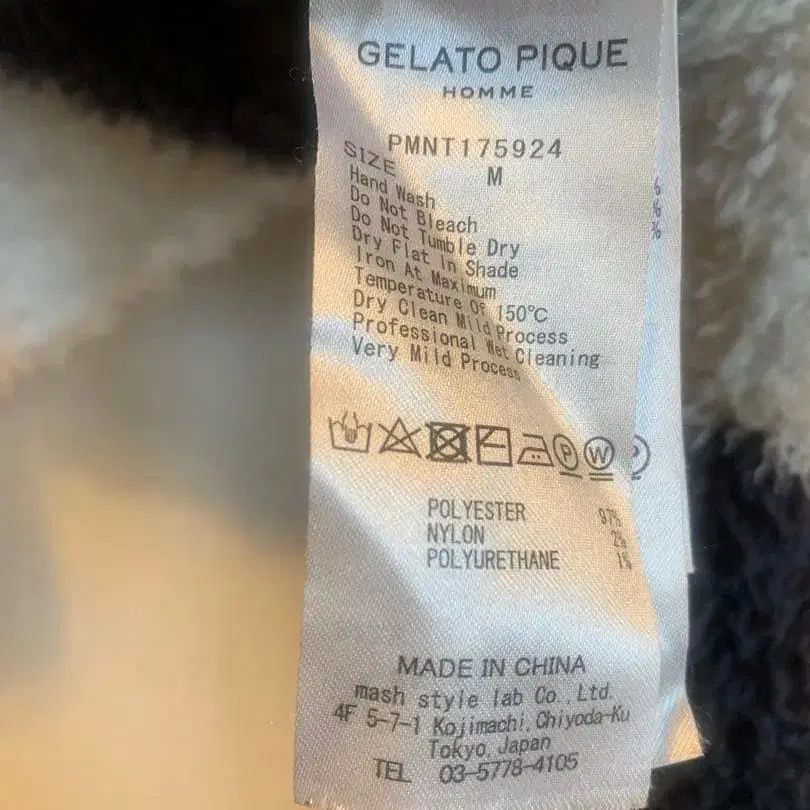 GELATO PIQUE
HOMME
PMNT175924
SIZE M
Hand Wash
Do Not Bleach
Do Not Tumble Dry
Dry Flat In Shade
Iron At Maximum
Temperature Of 150℃
Dry Clean Mild Process
Professional Wet Cleaning
Very Mild Process
P W
POLYESTER 97%
NYLON 2%
POLYURETHANE 1%
MADE IN CHINA
mash style lab Co.,Ltd.
4F 5-7-1 Kojimachi,Chiyoda-Ku
Tokyo,Japan
TEL 03-5778-4105